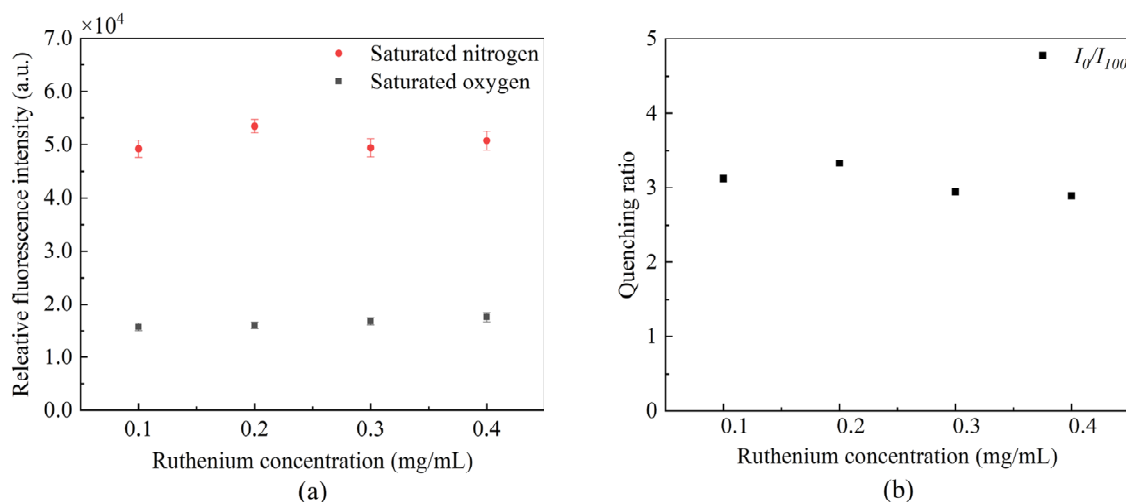 ×10⁴
7.0
6.0
5.0
4.0
3.0
2.0
1.0
0.0
Releative fluorescence intensity (a.u.)
Saturated nitrogen
Saturated oxygen
0.1 0.2 0.3 0.4
Ruthenium concentration (mg/mL)
(a)
5
4
3
2
1
0
Quenching ratio
I₀/I₁₀₀
0.1 0.2 0.3 0.4
Ruthenium concentration (mg/mL)
(b)